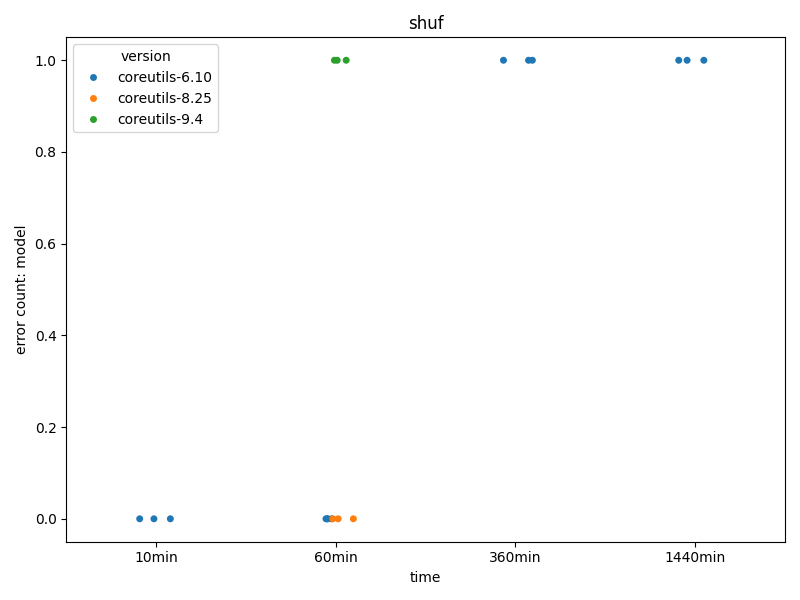 shuf
version
coreutils-6.10
coreutils-8.25
coreutils-9.4
1.0
0.8
0.6
0.4
0.2
0.0
error count: model
10min
60min
360min
1440min
time